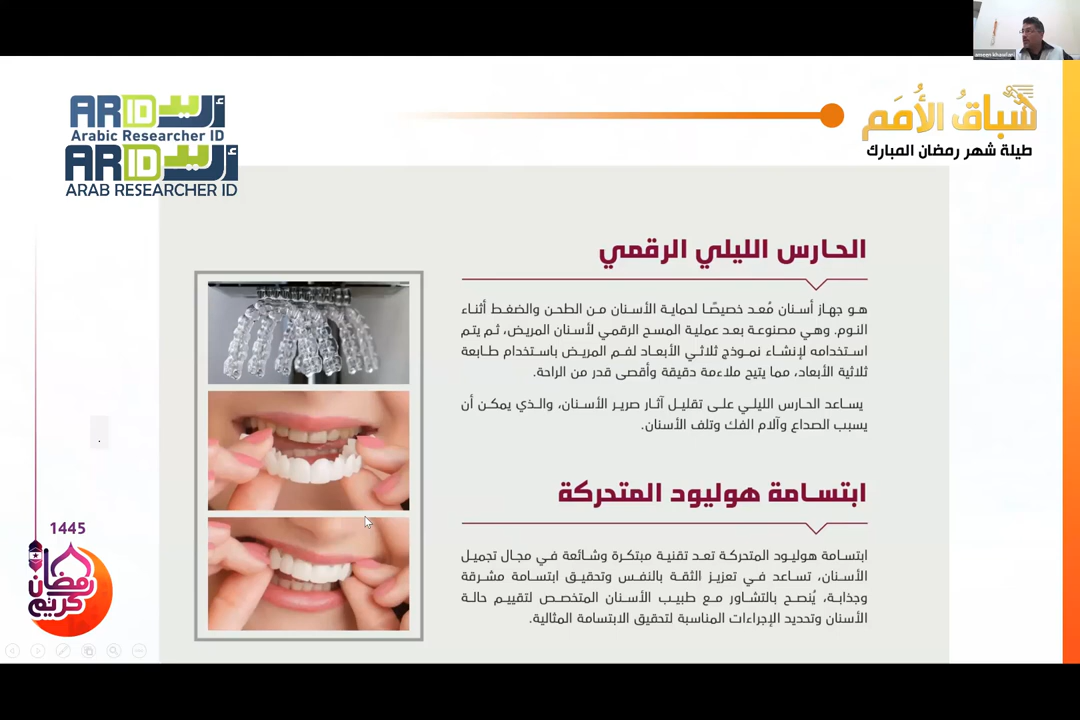 ameen khasafani
ARID أريد
Arabic Researcher ID
ARID أريد
ARAB RESEARCHER ID
سباقُ الأُمَم
طيلة شهر رمضان المبارك
الحارس الليلي الرقمي
هو جهاز أسنان مُعد خصيصًا لحماية الأسنان من الطحن والضغط أثناء
النوم. وهي مصنوعة بعد عملية المسح الرقمي لأسنان المريض، ثم يتم
استخدامه لإنشاء نموذج ثلاثي الأبعاد لفم المريض باستخدام طابعة
ثلاثية الأبعاد، مما يتيح ملاءمة دقيقة وأقصى قدر من الراحة.
يساعد الحارس الليلي على تقليل آثار صرير الأسنان، والذي يمكن أن
يسبب الصداع وآلام الفك وتلف الأسنان.
ابتسامة هوليود المتحركة
ابتسامة هوليود المتحركة تعد تقنية مبتكرة وشائعة في مجال تجميل
الأسنان، تساعد في تعزيز الثقة بالنفس وتحقيق ابتسامة مشرقة
وجذابة، يُنصح بالتشاور مع طبيب الأسنان المتخصص لتقييم حالة
الأسنان وتحديد الإجراءات المناسبة لتحقيق الابتسامة المثالية.
1445
رمضان
كريم